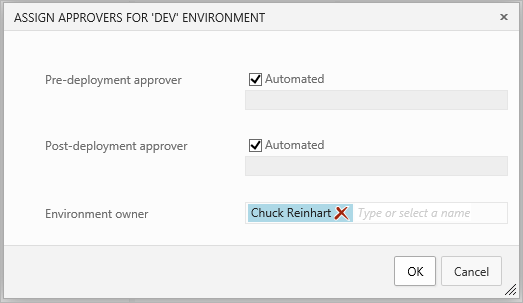 ASSIGN APPROVERS FOR 'DEV' ENVIRONMENT
Pre-deployment approver
Automated
Post-deployment approver
Automated
Environment owner
Chuck Reinhart Type or select a name
OK
Cancel